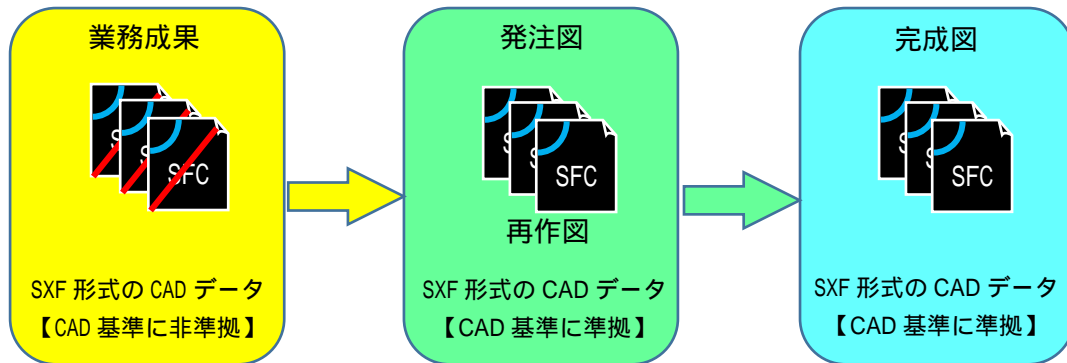 業務成果
S
S
SFC
SXF 形式の CAD データ
【CAD 基準に非準拠】
発注図
SFC
再作図
SXF 形式の CAD データ
【CAD 基準に準拠】
完成図
SFC
SXF 形式の CAD データ
【CAD 基準に準拠】